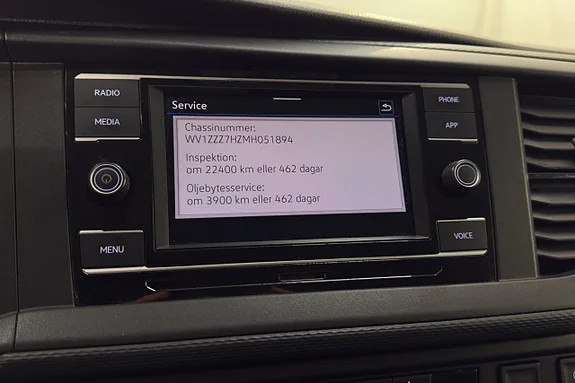 RADIO
MEDIA
MENU
Service
Chassinummer:
WV1ZZZ7HZMH051894
Inspektion:
om 22400 km eller 462 dagar
Oljebytesservice:
om 3900 km eller 462 dagar
PHONE
APP
VOICE